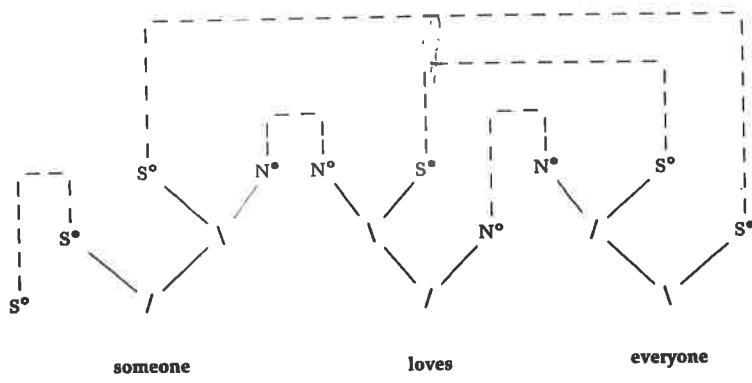 S° N• N° S• N• S°
S• \ \ N° / S•
S° / / \
someone loves everyone